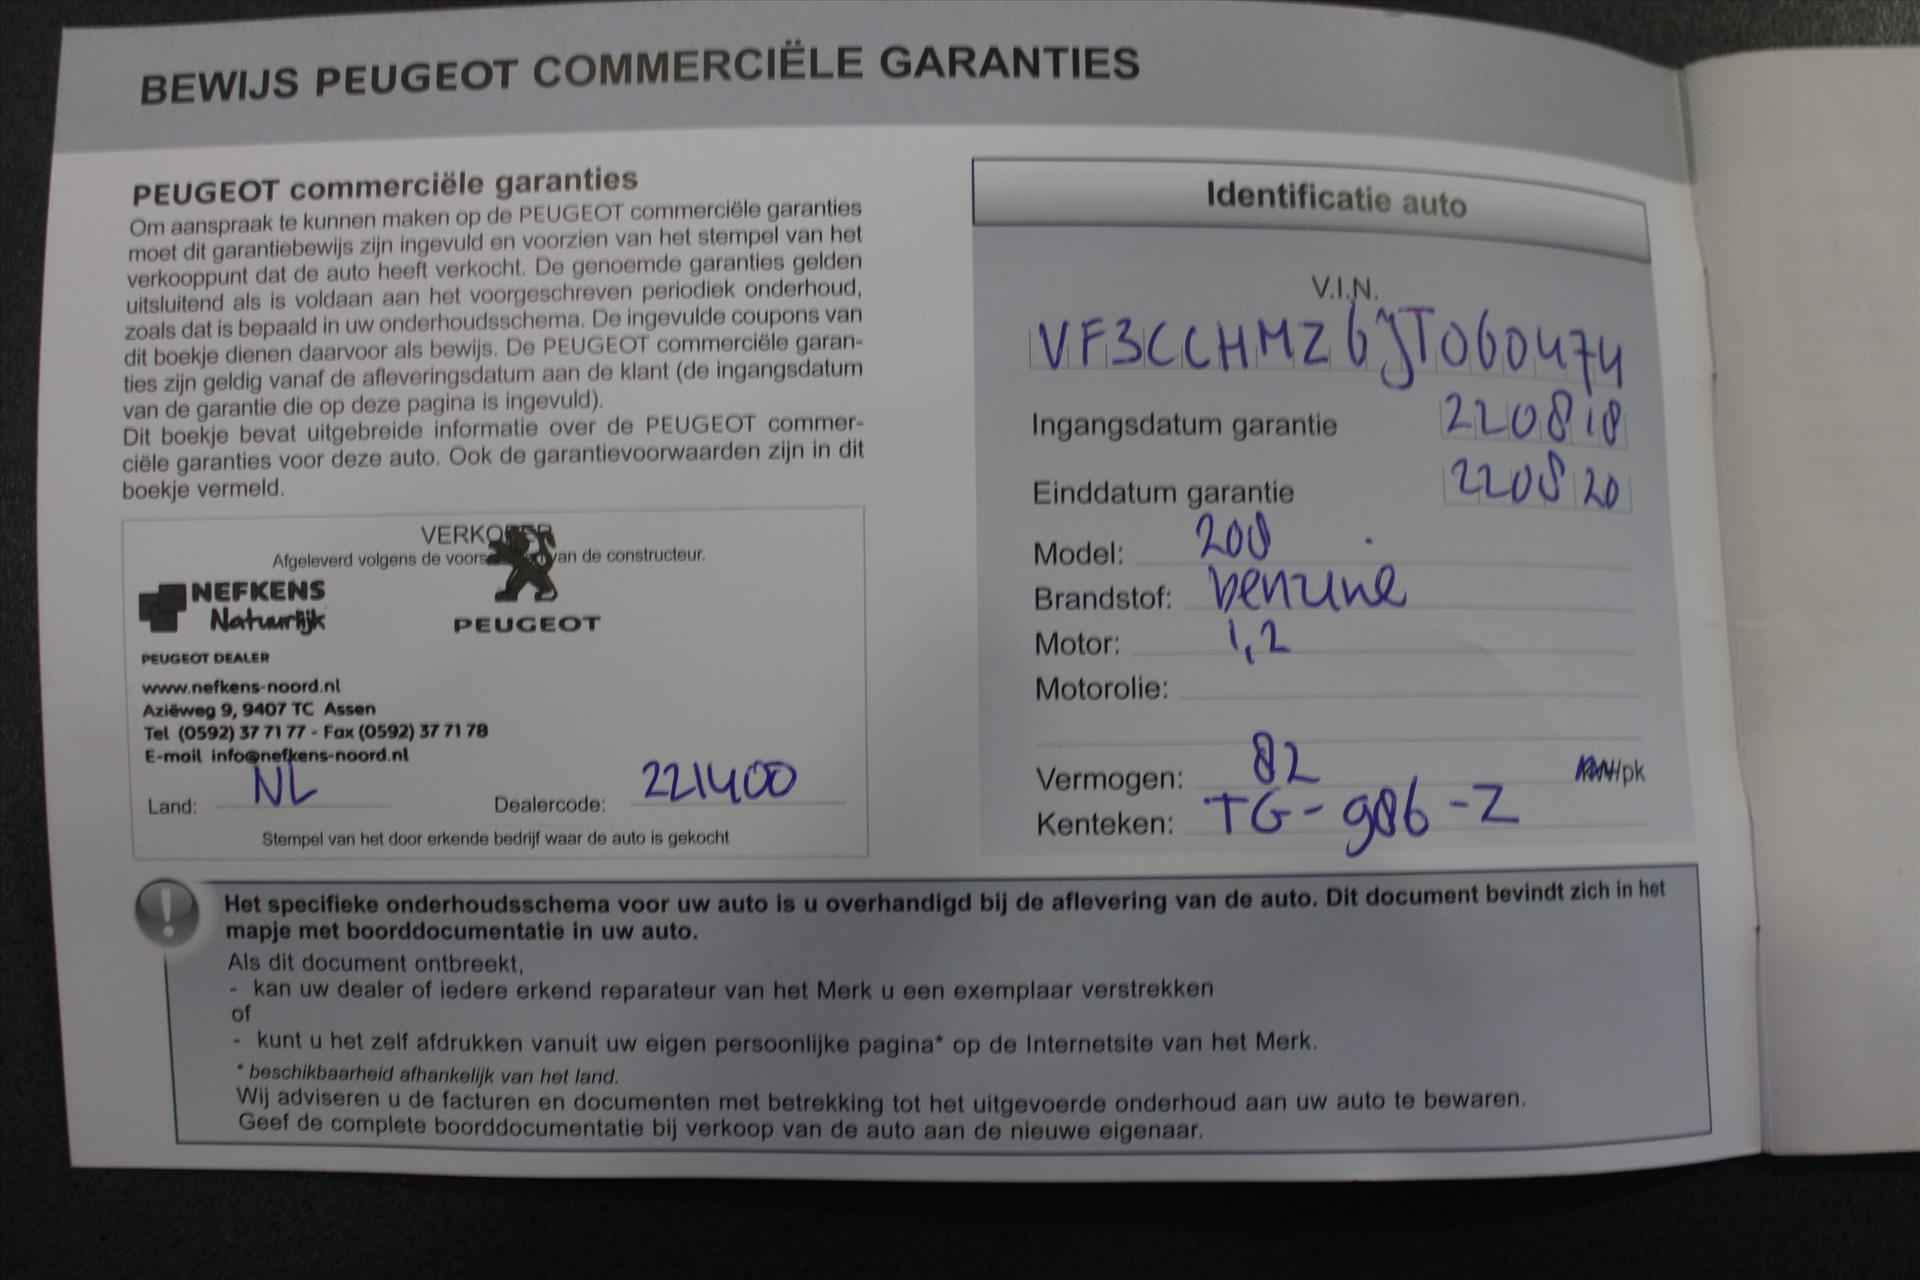 BEWIJS PEUGEOT COMMERCIËLE GARANTIES
PEUGEOT commerciële garanties
Om aanspraak te kunnen maken op de PEUGEOT commerciële garanties
moet dit garantiebewijs zijn ingevuld en voorzien van het stempel van het
verkooppunt dat de auto heeft verkocht. De genoemde garanties gelden
uitsluitend als is voldaan aan het voorgeschreven periodiek onderhoud,
zoals dat is bepaald in uw onderhoudsschema. De ingevulde coupons van
dit boekje dienen daarvoor als bewijs. De PEUGEOT commerciële garan-
ties zijn geldig vanaf de afleveringsdatum aan de klant (de ingangsdatum
van de garantie die op deze pagina is ingevuld).
Dit boekje bevat uitgebreide informatie over de PEUGEOT commer-
ciële garanties voor deze auto. Ook de garantievoorwaarden zijn in dit
boekje vermeld.
VERKOPER
Afgeleverd volgens de voors van de constructeur.
NEFKENS
Natuurlijk
PEUGEOT
PEUGEOT DEALER
www.nefkens-noord.nl
Aziëweg 9, 9407 TC Assen
Tel (0592) 37 71 77 - Fax (0592) 37 71 78
E-mail info@nefkens-noord.nl
Land: NL Dealercode: 221400
Stempel van het door erkende bedrijf waar de auto is gekocht
Identificatie auto
V.I.N.
VF3CCHMZ6JT060474
Ingangsdatum garantie 220818
Einddatum garantie 220820
Model: 208
Brandstof: benzine
Motor: 1,2
Motorolie:
Vermogen: 82 /pk
Kenteken: TG-986-Z
Het specifieke onderhoudsschema voor uw auto is u overhandigd bij de aflevering van de auto. Dit document bevindt zich in het
mapje met boorddocumentatie in uw auto.
Als dit document ontbreekt,
- kan uw dealer of iedere erkend reparateur van het Merk u een exemplaar verstrekken
of
- kunt u het zelf afdrukken vanuit uw eigen persoonlijke pagina* op de Internetsite van het Merk.
* beschikbaarheid afhankelijk van het land.
Wij adviseren u de facturen en documenten met betrekking tot het uitgevoerde onderhoud aan uw auto te bewaren.
Geef de complete boorddocumentatie bij verkoop van de auto aan de nieuwe eigenaar.